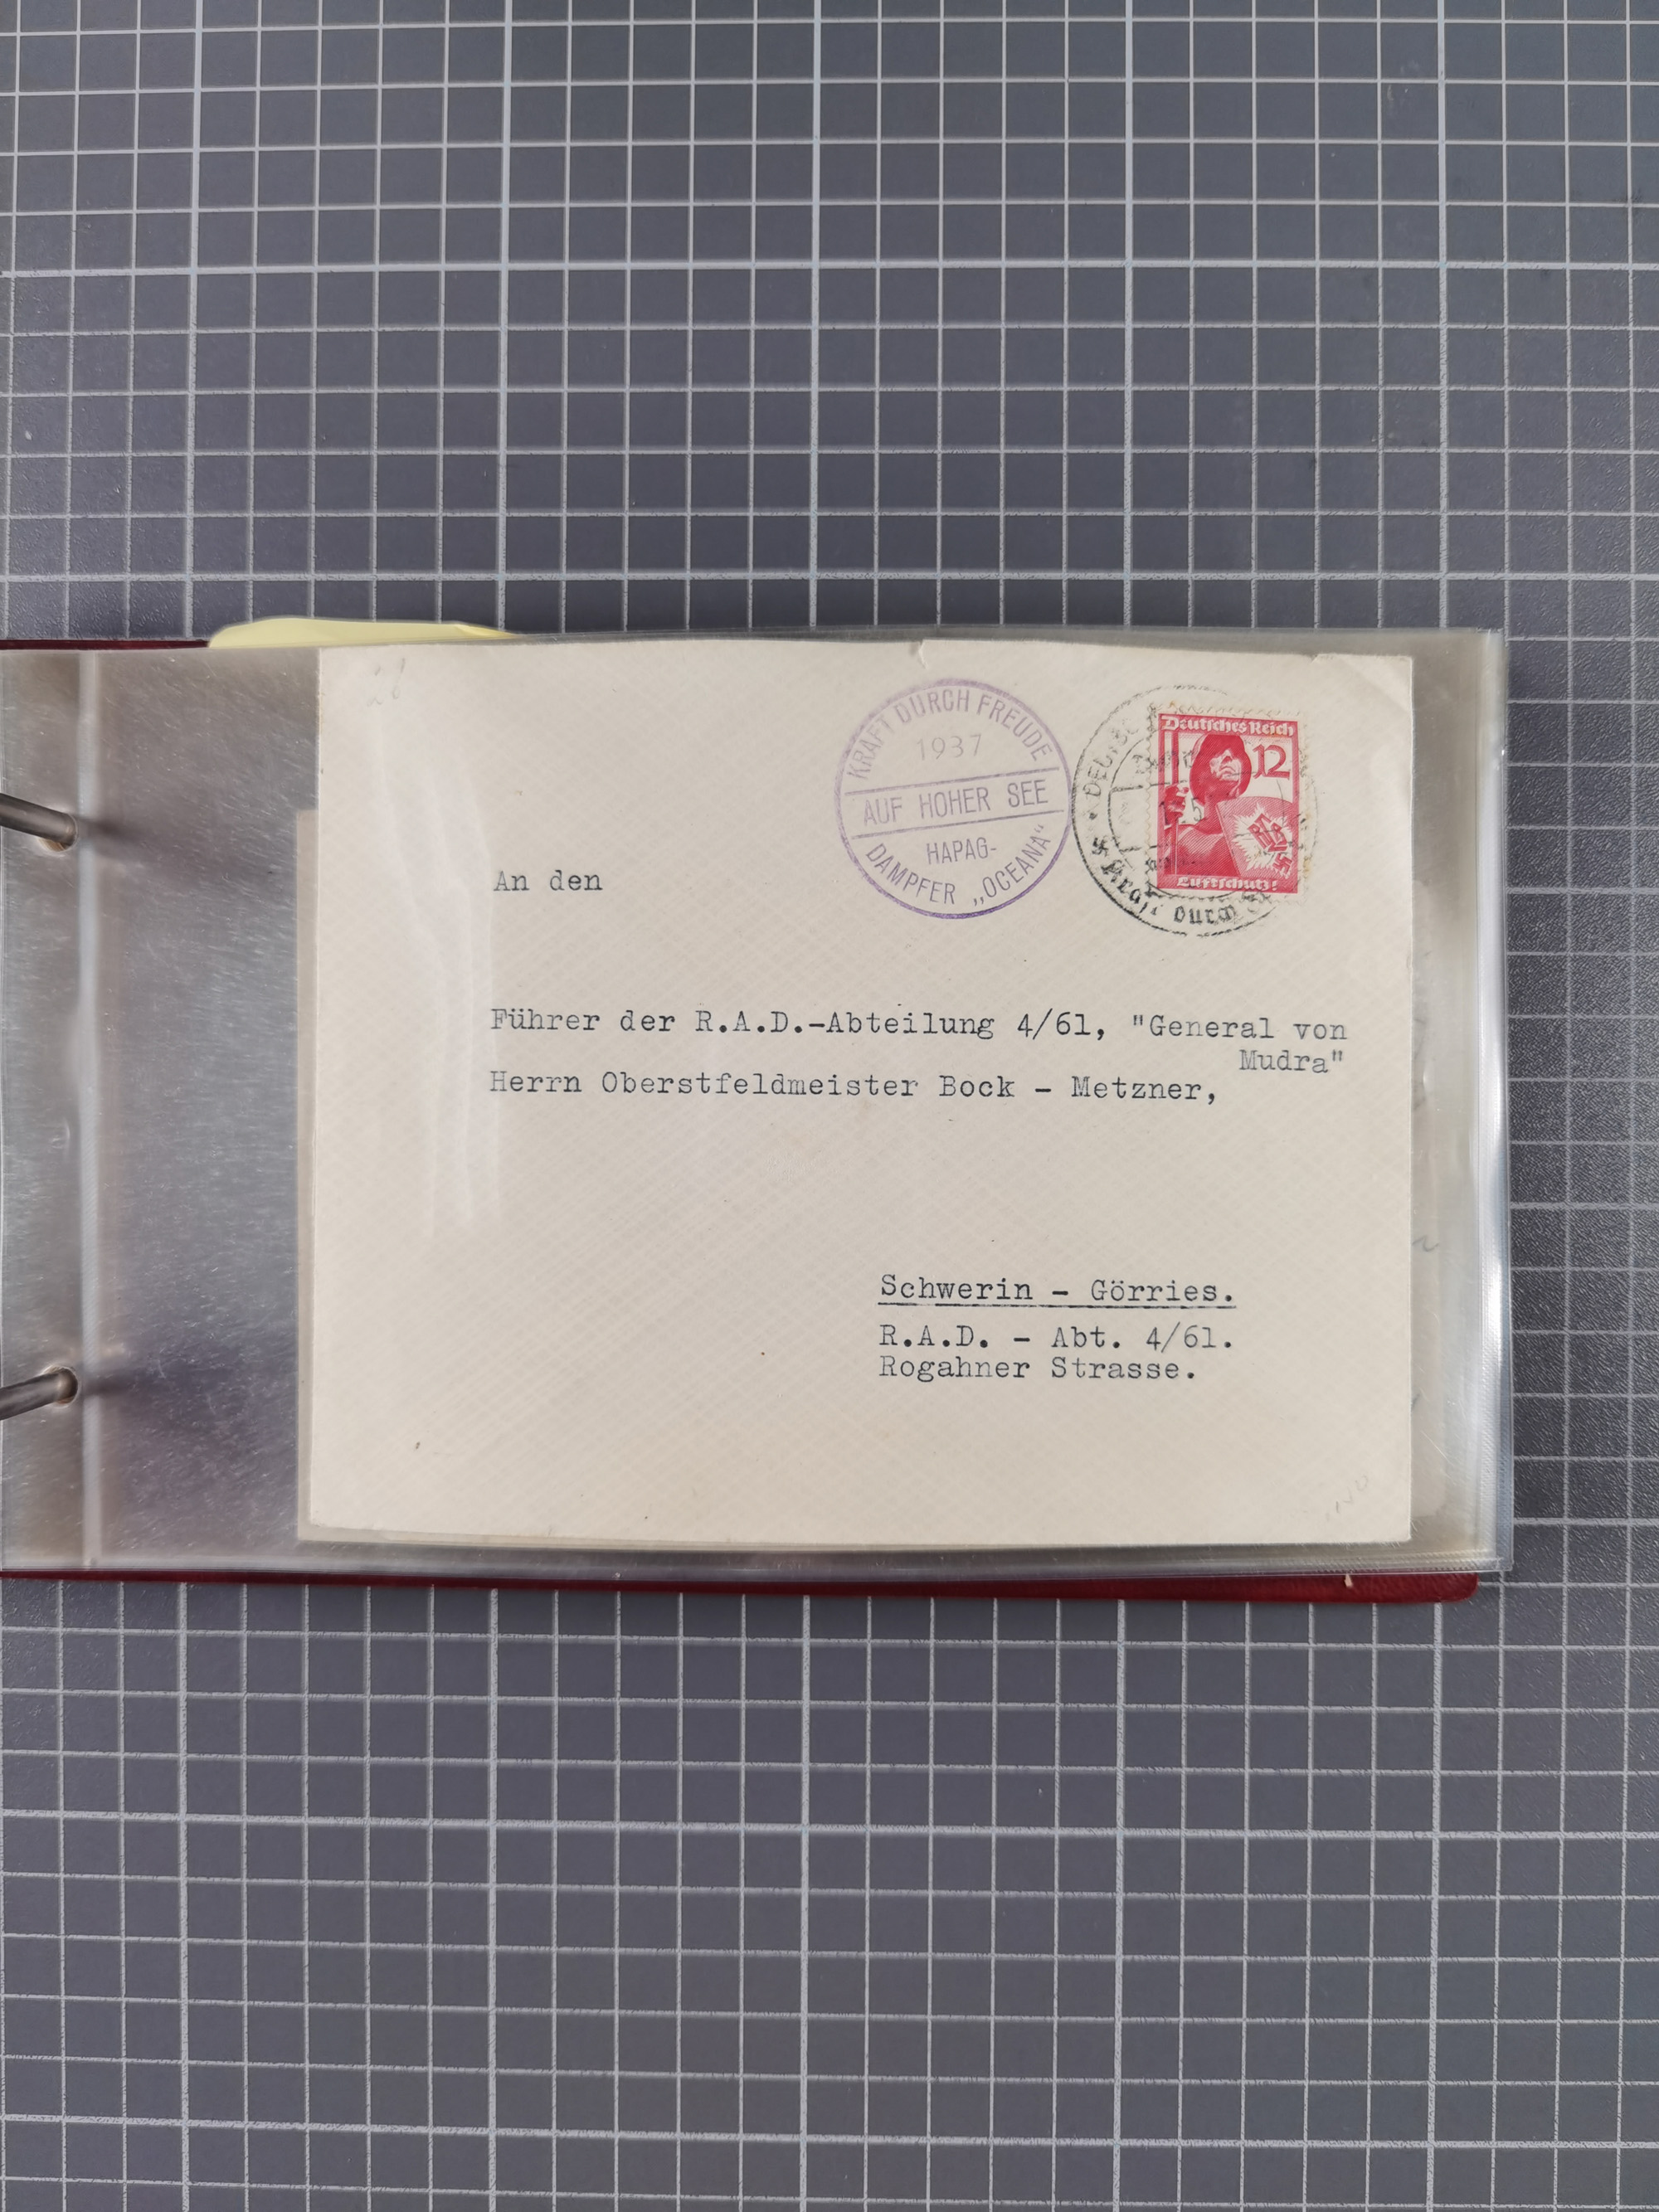 KRAFT DURCH FREUDE
1937
AUF HOHER SEE
HAPAG-
DAMPFER „OCEANA“
Deutsches Reich
12
Luftschutz!
An den
Führer der R.A.D.-Abteilung 4/61, "General von
Mudra"
Herrn Oberstfeldmeister Bock - Metzner,
Schwerin - Görries.
R.A.D. - Abt. 4/61.
Rogahner Strasse.